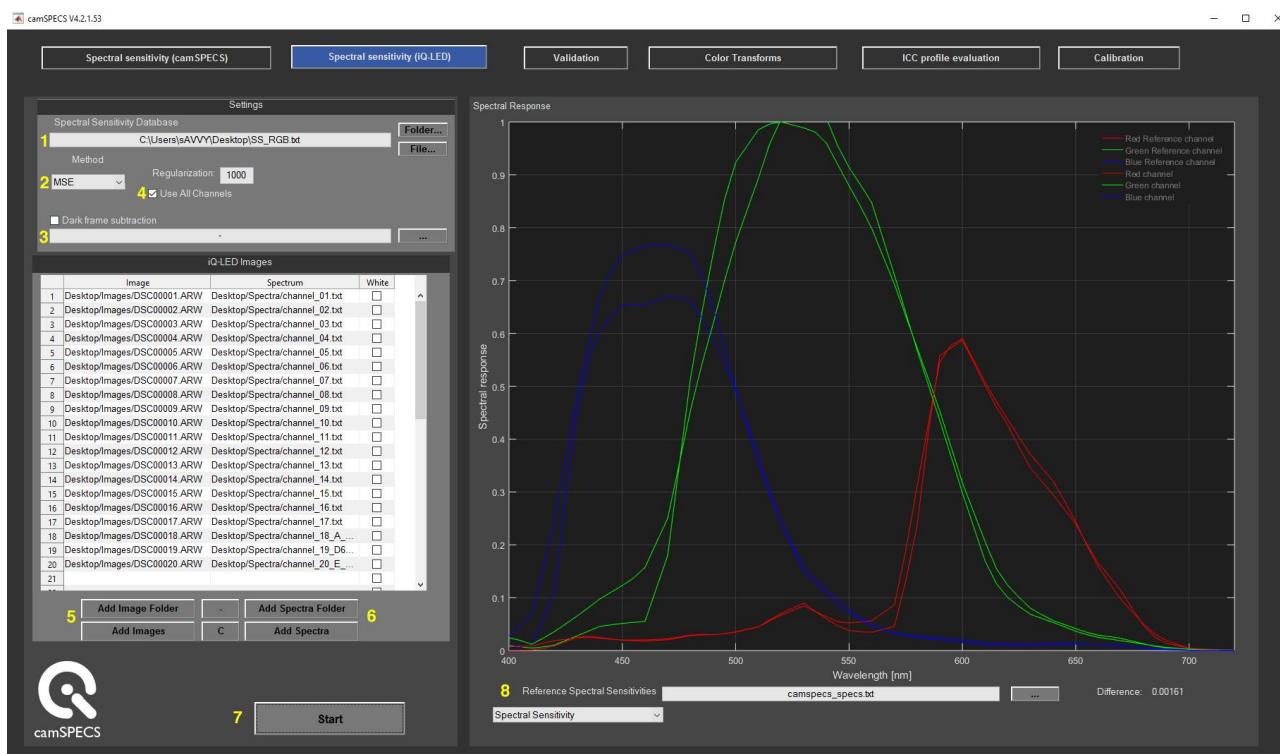 camSPECS V4.2.1.53
Spectral sensitivity (camSPECS)
Spectral sensitivity (iQ-LED)
Validation
Color Transforms
ICC profile evaluation
Calibration
Settings
Spectral Sensitivity Database
1 C:\Users\sAVVY\Desktop\SS_RGB.txt
Folder...
File...
Method
Regularization: 1000
2 MSE
4 Use All Channels
Dark frame subtraction
3 - ...
iQ-LED Images
Image Spectrum White
1 Desktop/Images/DSC00001.ARW Desktop/Spectra/channel_01.txt
2 Desktop/Images/DSC00002.ARW Desktop/Spectra/channel_02.txt
3 Desktop/Images/DSC00003.ARW Desktop/Spectra/channel_03.txt
4 Desktop/Images/DSC00004.ARW Desktop/Spectra/channel_04.txt
5 Desktop/Images/DSC00005.ARW Desktop/Spectra/channel_05.txt
6 Desktop/Images/DSC00006.ARW Desktop/Spectra/channel_06.txt
7 Desktop/Images/DSC00007.ARW Desktop/Spectra/channel_07.txt
8 Desktop/Images/DSC00008.ARW Desktop/Spectra/channel_08.txt
9 Desktop/Images/DSC00009.ARW Desktop/Spectra/channel_09.txt
10 Desktop/Images/DSC00010.ARW Desktop/Spectra/channel_10.txt
11 Desktop/Images/DSC00011.ARW Desktop/Spectra/channel_11.txt
12 Desktop/Images/DSC00012.ARW Desktop/Spectra/channel_12.txt
13 Desktop/Images/DSC00013.ARW Desktop/Spectra/channel_13.txt
14 Desktop/Images/DSC00014.ARW Desktop/Spectra/channel_14.txt
15 Desktop/Images/DSC00015.ARW Desktop/Spectra/channel_15.txt
16 Desktop/Images/DSC00016.ARW Desktop/Spectra/channel_16.txt
17 Desktop/Images/DSC00017.ARW Desktop/Spectra/channel_17.txt
18 Desktop/Images/DSC00018.ARW Desktop/Spectra/channel_18_A_...
19 Desktop/Images/DSC00019.ARW Desktop/Spectra/channel_19_D6...
20 Desktop/Images/DSC00020.ARW Desktop/Spectra/channel_20_E_...
21
5 Add Image Folder - Add Spectra Folder 6
Add Images C Add Spectra
camSPECS
7 Start
Spectral Response
Red Reference channel
Green Reference channel
Blue Reference channel
Red channel
Green channel
Blue channel
1
0.9
0.8
0.7
0.6
0.5
0.4
0.3
0.2
0.1
0
Spectral response
400 450 500 550 600 650 700
Wavelength [nm]
8 Reference Spectral Sensitivities camspecs_specs.txt ... Difference: 0.00161
Spectral Sensitivity